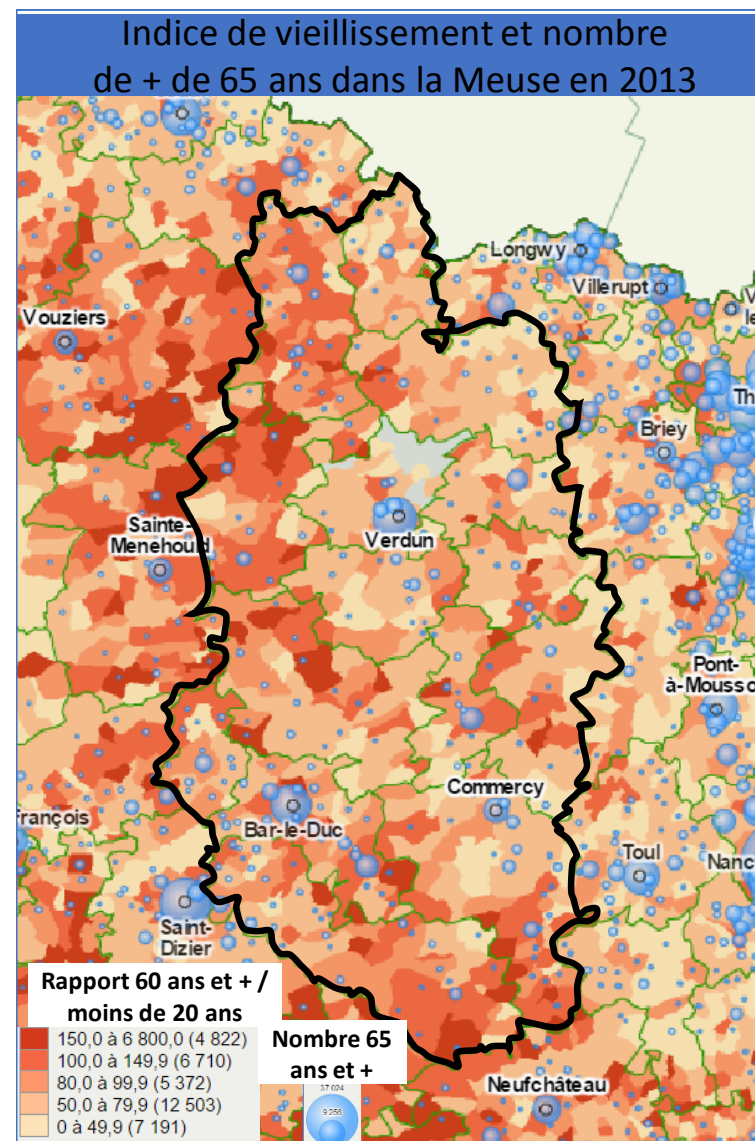 Indice de vieillissement et nombre
de + de 65 ans dans la Meuse en 2013
Longwy
Villerupt
Vouziers
Th
Briey
Verdun
Sainte-
Menehould
Pont-
à-Mousso
Commercy
Bar-le-Duc
François
Toul
Nanc
Saint-
Dizier
Neufchâteau
Rapport 60 ans et + /
moins de 20 ans
150,0 à 6 800,0 (4 822)
100,0 à 149,9 (6 710)
80,0 à 99,9 (5 372)
50,0 à 79,9 (12 503)
0 à 49,9 (7 191)
Nombre 65
ans et +
37 024
9 256